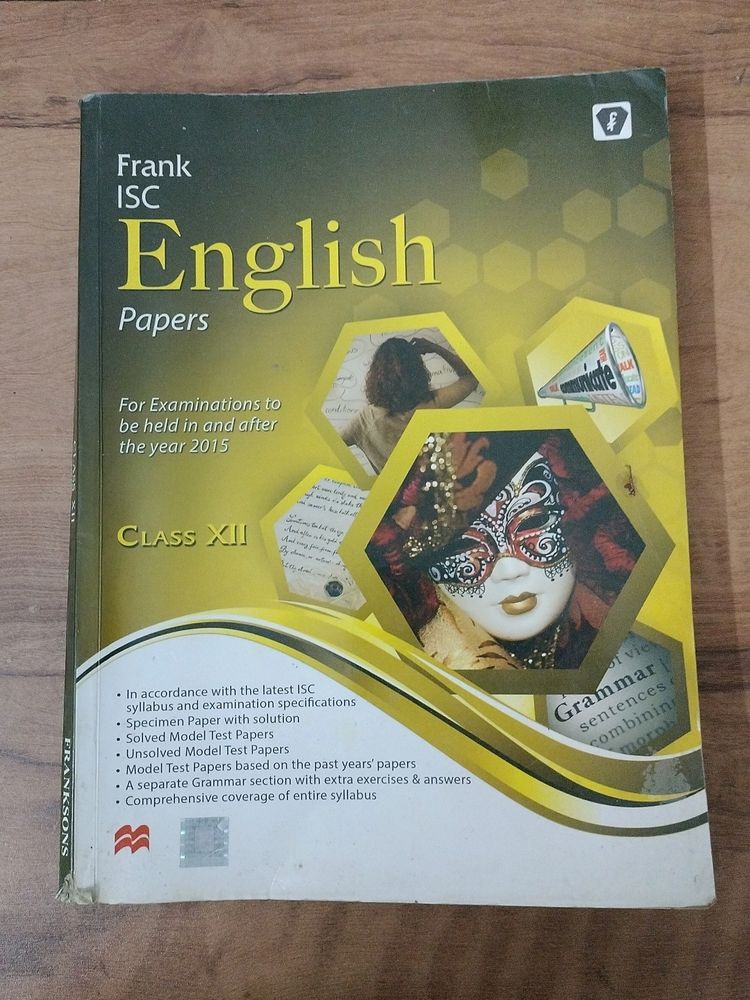 Frank
ISC
English
Papers
For Examinations to
be held in and after
the year 2015
CLASS XII
communicate
TALK
Grammar
sentences
combining
• In accordance with the latest ISC
syllabus and examination specifications
• Specimen Paper with solution
• Solved Model Test Papers
• Unsolved Model Test Papers
• Model Test Papers based on the past years' papers
• A separate Grammar section with extra exercises & answers
• Comprehensive coverage of entire syllabus
FRANKSONS